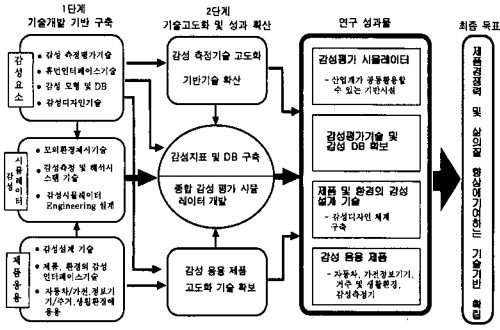 1단계
기술개발 기반 구축
감성요소
• 감성 측정평가기술
• 휴먼인터페이스기술
• 감성 모형 및 DB
• 감성디자인기술
감성시뮬레이터
• 모의환경제시기술
• 감성측정 및 해석시
스템 기술
• 감성시뮬레이터
Engineering 설계
제품응용
• 감성설계 기술
• 제품, 환경의 감성
인터페이스기술
• 자동차/가전.정보기
기/주거,생활환경에
응용
2단계
기술고도화 및 성과 확산
감성 측정기술 고도화
기반기술 확산
감성지표 및 DB 구축
종합 감성 평가 시뮬
레이터 개발
감성 응용 제품
고도화 기술 확보
연구 성과물
감성평가 시뮬레이터
- 산업계가 공동활용할
수 있는 기반시설
감성평가기술 및
감성 DB 확보
제품 및 환경의 감성
설계 기술
- 감성디자인 체계
구축
감성 응용 제품
- 자동차, 가전정보기기,
거주 및 생활환경,
감성측정기
최종 목표
제품경쟁력 및 삶의질 향상에기여하는 기술기반 확립